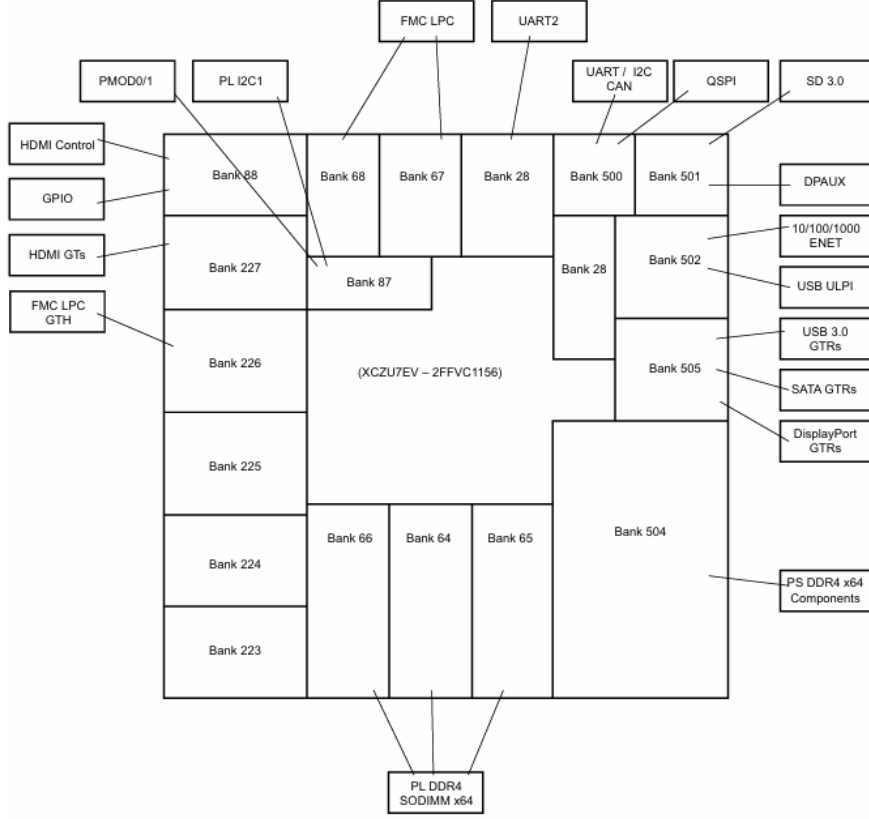 FMC LPC
UART2
PMOD0/1
PL I2C1
UART / I2C
CAN
QSPI
SD 3.0
HDMI Control
Bank 88
Bank 68
Bank 67
Bank 28
Bank 500
Bank 501
DPAUX
GPIO
10/100/1000
ENET
HDMI GTs
Bank 227
Bank 87
Bank 28
Bank 502
USB ULPI
FMC LPC
GTH
Bank 226
(XCZU7EV – 2FFVC1156)
Bank 505
USB 3.0
GTRs
SATA GTRs
DisplayPort
GTRs
Bank 225
Bank 66
Bank 64
Bank 65
Bank 504
Bank 224
PS DDR4 x64
Components
Bank 223
PL DDR4
SODIMM x64